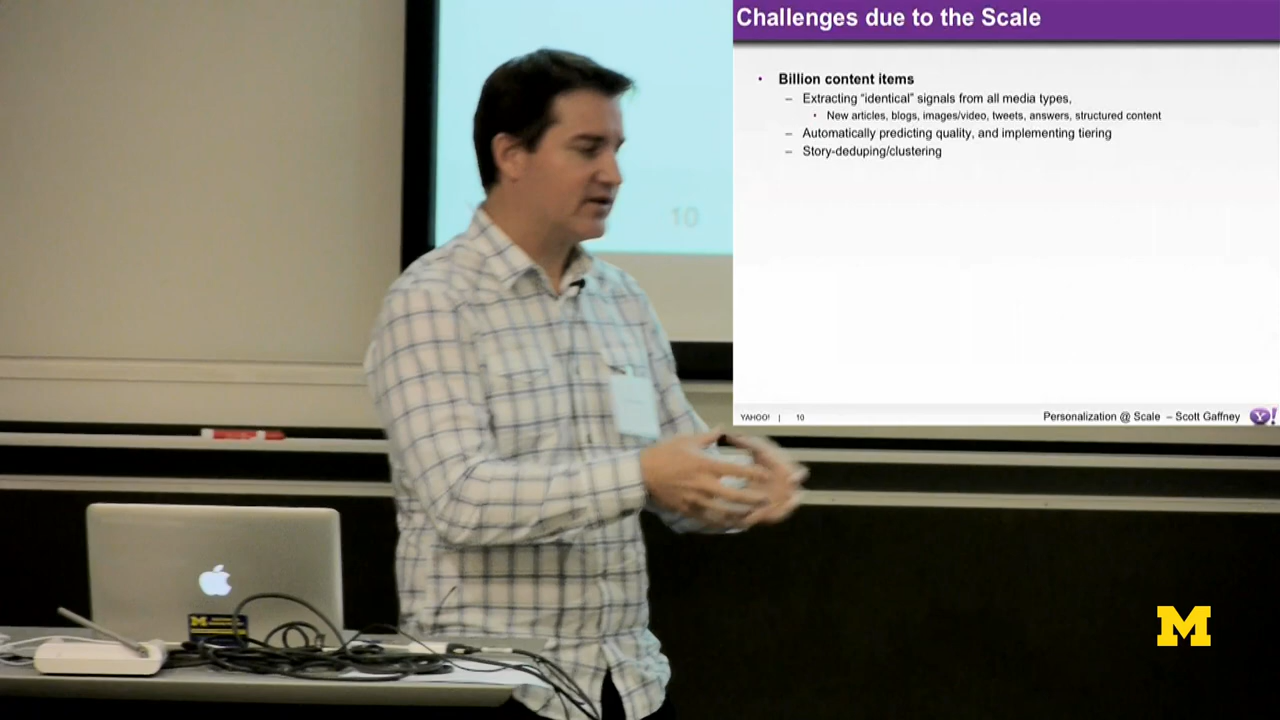 Challenges due to the Scale
• Billion content items
– Extracting “identical” signals from all media types,
• New articles, blogs, images/video, tweets, answers, structured content
– Automatically predicting quality, and implementing tiering
– Story-deduping/clustering
YAHOO! | 10
Personalization @ Scale – Scott Gaffney
Y!
10
M
M